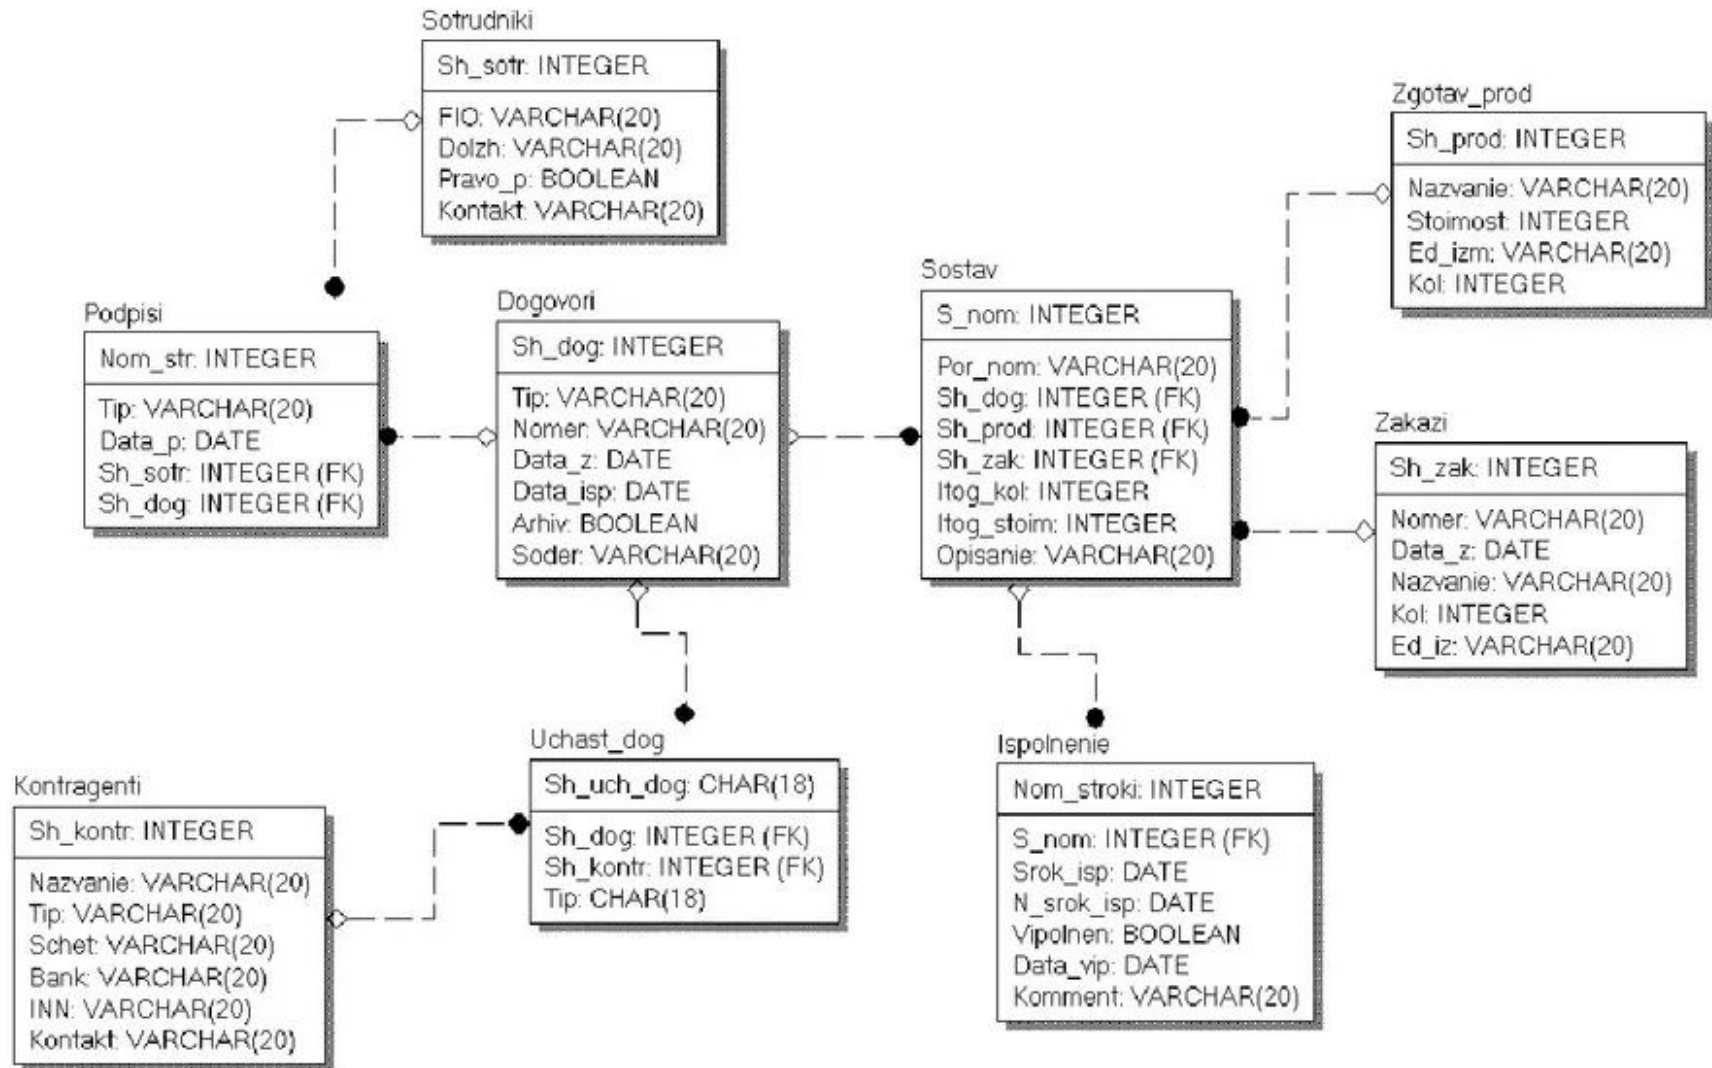 Sotrudniki
Sh_sotr: INTEGER
FIO: VARCHAR(20)
Dolzh: VARCHAR(20)
Pravo_p: BOOLEAN
Kontakt: VARCHAR(20)
Zgotav_prod
Sh_prod: INTEGER
Nazvanie: VARCHAR(20)
Stoimost: INTEGER
Ed_izm: VARCHAR(20)
Kol: INTEGER
Podpisi
Nom_str: INTEGER
Tip: VARCHAR(20)
Data_p: DATE
Sh_sotr: INTEGER (FK)
Sh_dog: INTEGER (FK)
Dogovori
Sh_dog: INTEGER
Tip: VARCHAR(20)
Nomer: VARCHAR(20)
Data_z: DATE
Data_isp: DATE
Arhiv: BOOLEAN
Soder: VARCHAR(20)
Sostav
S_nom: INTEGER
Por_nom: VARCHAR(20)
Sh_dog: INTEGER (FK)
Sh_prod: INTEGER (FK)
Sh_zak: INTEGER (FK)
Itog_kol: INTEGER
Itog_stoim: INTEGER
Opisanie: VARCHAR(20)
Zakazi
Sh_zak: INTEGER
Nomer: VARCHAR(20)
Data_z: DATE
Nazvanie: VARCHAR(20)
Kol: INTEGER
Ed_iz: VARCHAR(20)
Kontragenti
Sh_kontr: INTEGER
Nazvanie: VARCHAR(20)
Tip: VARCHAR(20)
Schet: VARCHAR(20)
Bank: VARCHAR(20)
INN: VARCHAR(20)
Kontakt: VARCHAR(20)
Uchast_dog
Sh_uch_dog: CHAR(18)
Sh_dog: INTEGER (FK)
Sh_kontr: INTEGER (FK)
Tip: CHAR(18)
Ispolnenie
Nom_stroki: INTEGER
S_nom: INTEGER (FK)
Srok_isp: DATE
N_srok_isp: DATE
Vipolnen: BOOLEAN
Data_vip: DATE
Komment: VARCHAR(20)